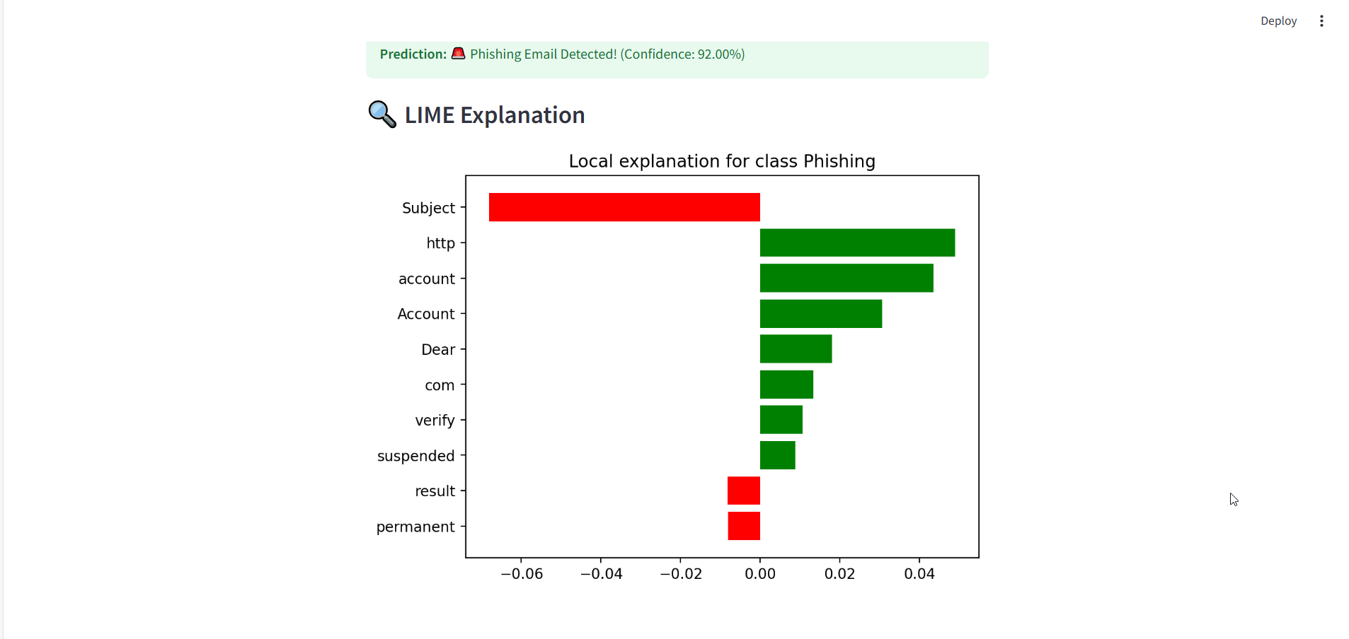 Deploy
Prediction: 🚨 Phishing Email Detected! (Confidence: 92.00%)
🔍 LIME Explanation
Local explanation for class Phishing
Subject
http
account
Account
Dear
com
verify
suspended
result
permanent
−0.06 −0.04 −0.02 0.00 0.02 0.04